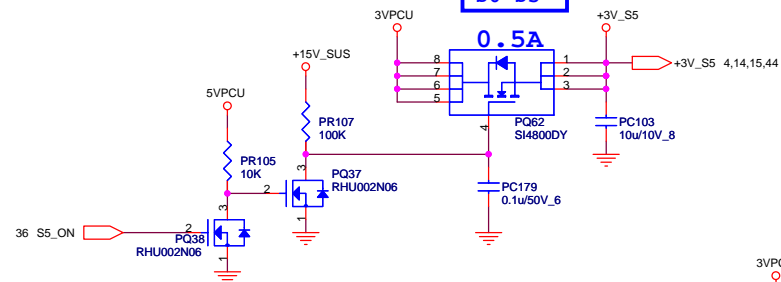 3VPCU
+3V_S5
0.5A
+15V_SUS
8
7
6
5
1
2
3
+3V_S5 4,14,15,44
5VPCU
PR107
100K
4
PQ62
SI4800DY
PC103
10u/10V_8
PR105
10K
3
PQ37
RHU002N06
2
PC179
0.1u/50V_6
1
3
36 S5_ON
2
PQ38
RHU002N06
1